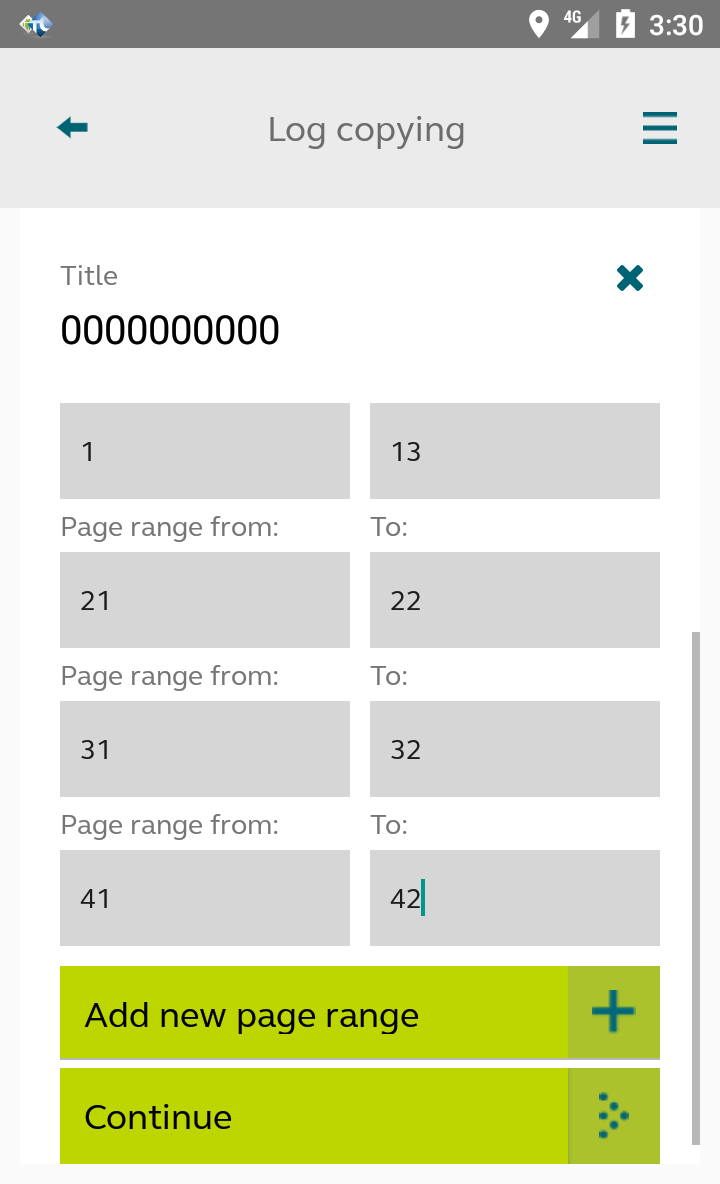 4G 3:30
Log copying
Title
0000000000
1 13
Page range from: To:
21 22
Page range from: To:
31 32
Page range from: To:
41 42
Add new page range
Continue